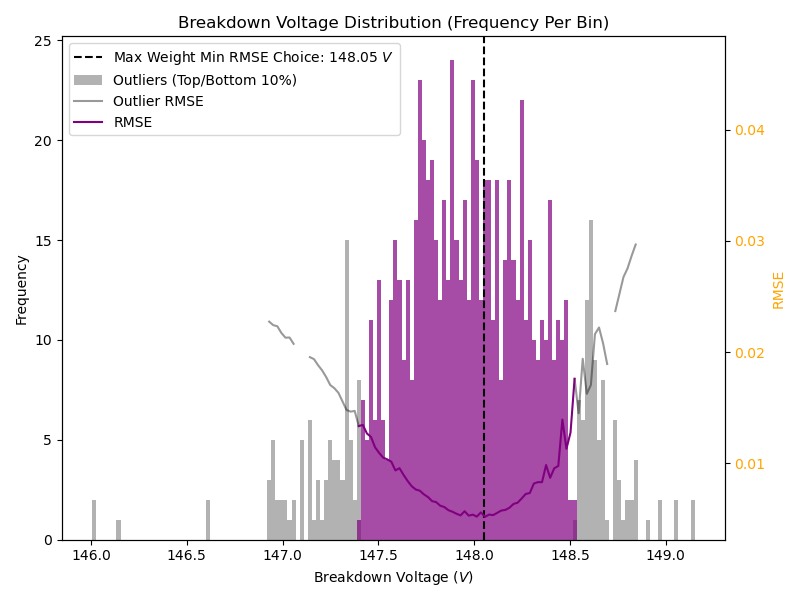 Breakdown Voltage Distribution (Frequency Per Bin)
Max Weight Min RMSE Choice: 148.05 V
Outliers (Top/Bottom 10%)
Outlier RMSE
RMSE
25
20
15
10
5
0
Frequency
0.04
0.03
0.02
0.01
RMSE
146.0 146.5 147.0 147.5 148.0 148.5 149.0
Breakdown Voltage (V)